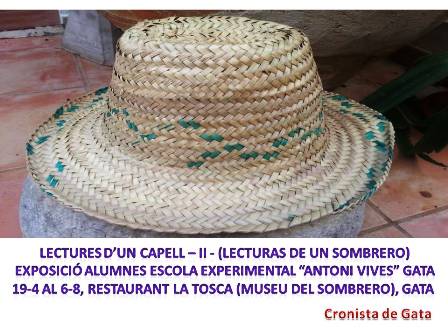 LECTURES D'UN CAPELL – II - (LECTURAS DE UN SOMBRERO)
EXPOSICIÓ ALUMNES ESCOLA EXPERIMENTAL "ANTONI VIVES" GATA
19-4 AL 6-8, RESTAURANT LA TOSCA (MUSEU DEL SOMBRERO), GATA
Cronista de Gata